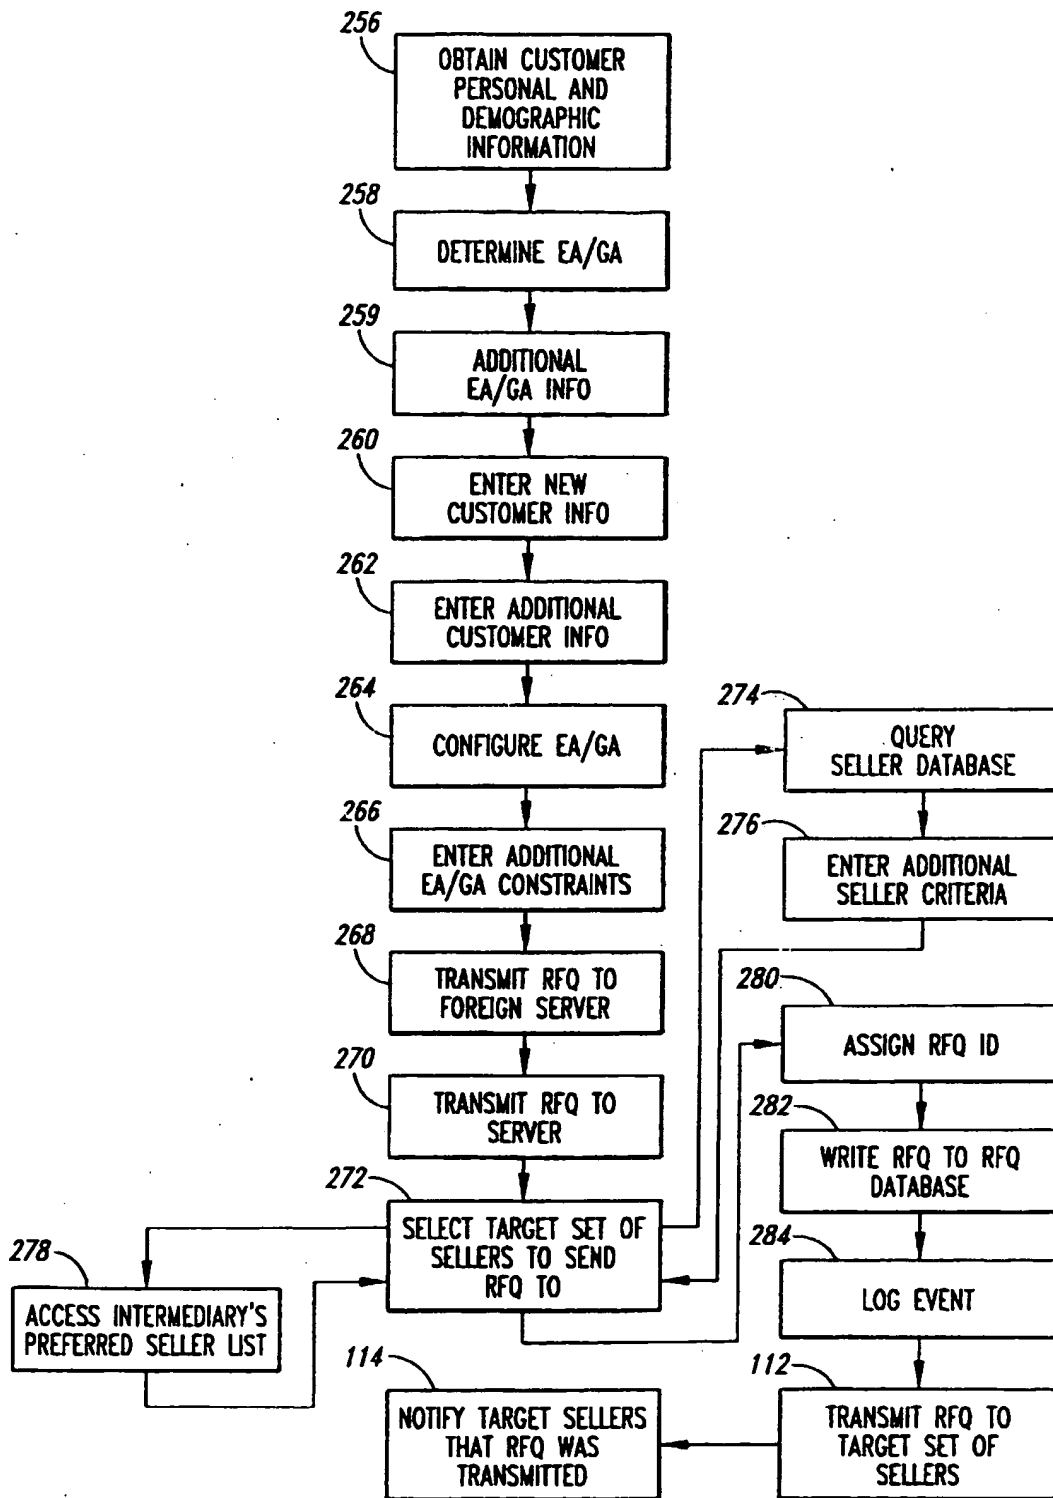 256
OBTAIN CUSTOMER
PERSONAL AND
DEMOGRAPHIC
INFORMATION
258
DETERMINE EA/GA
259
ADDITIONAL
EA/GA INFO
260
ENTER NEW
CUSTOMER INFO
262
ENTER ADDITIONAL
CUSTOMER INFO
264
CONFIGURE EA/GA
266
ENTER ADDITIONAL
EA/GA CONSTRAINTS
268
TRANSMIT RFQ TO
FOREIGN SERVER
270
TRANSMIT RFQ TO
SERVER
272
SELECT TARGET SET OF
SELLERS TO SEND
RFQ TO
274
QUERY
SELLER DATABASE
276
ENTER ADDITIONAL
SELLER CRITERIA
278
ACCESS INTERMEDIARY'S
PREFERRED SELLER LIST
280
ASSIGN RFQ ID
282
WRITE RFQ TO RFQ
DATABASE
284
LOG EVENT
112
TRANSMIT RFQ TO
TARGET SET OF
SELLERS
114
NOTIFY TARGET SELLERS
THAT RFQ WAS
TRANSMITTED